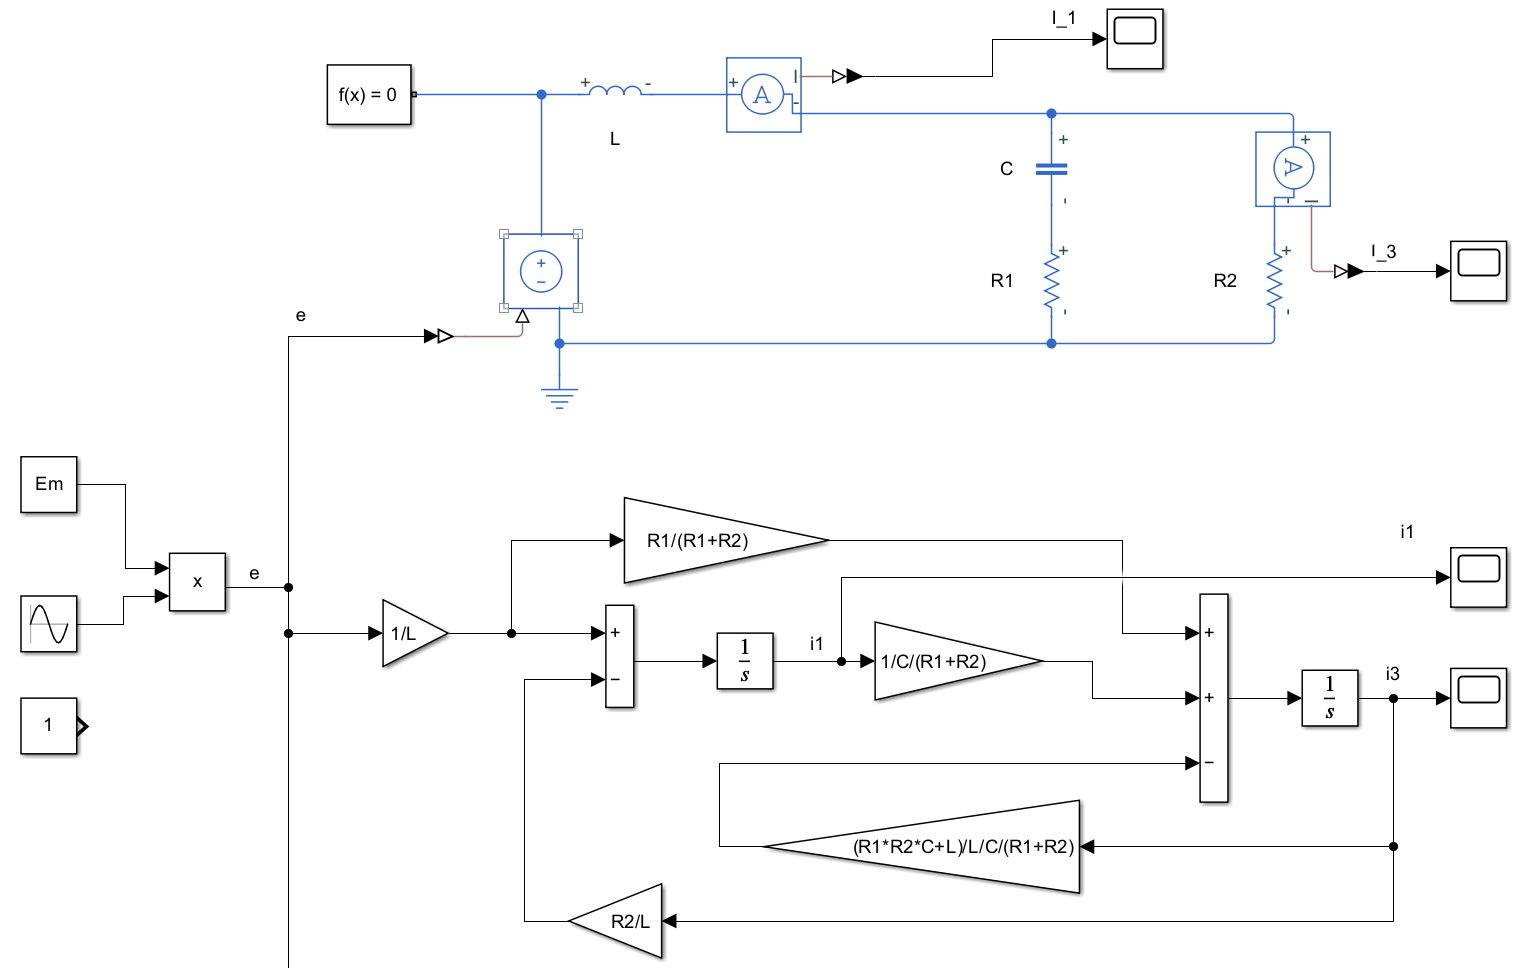 I_1
f(x) = 0
+
-
+
A
I
-
L
+
C
-
+
A
-
I
+
-
+
R1
-
+
R2
-
I_3
e
Em
x
e
1
1/L
R1/(R1+R2)
+
−
1
s
i1
1/C/(R1+R2)
i1
+
+
−
1
s
i3
(R1*R2*C+L)/L/C/(R1+R2)
R2/L